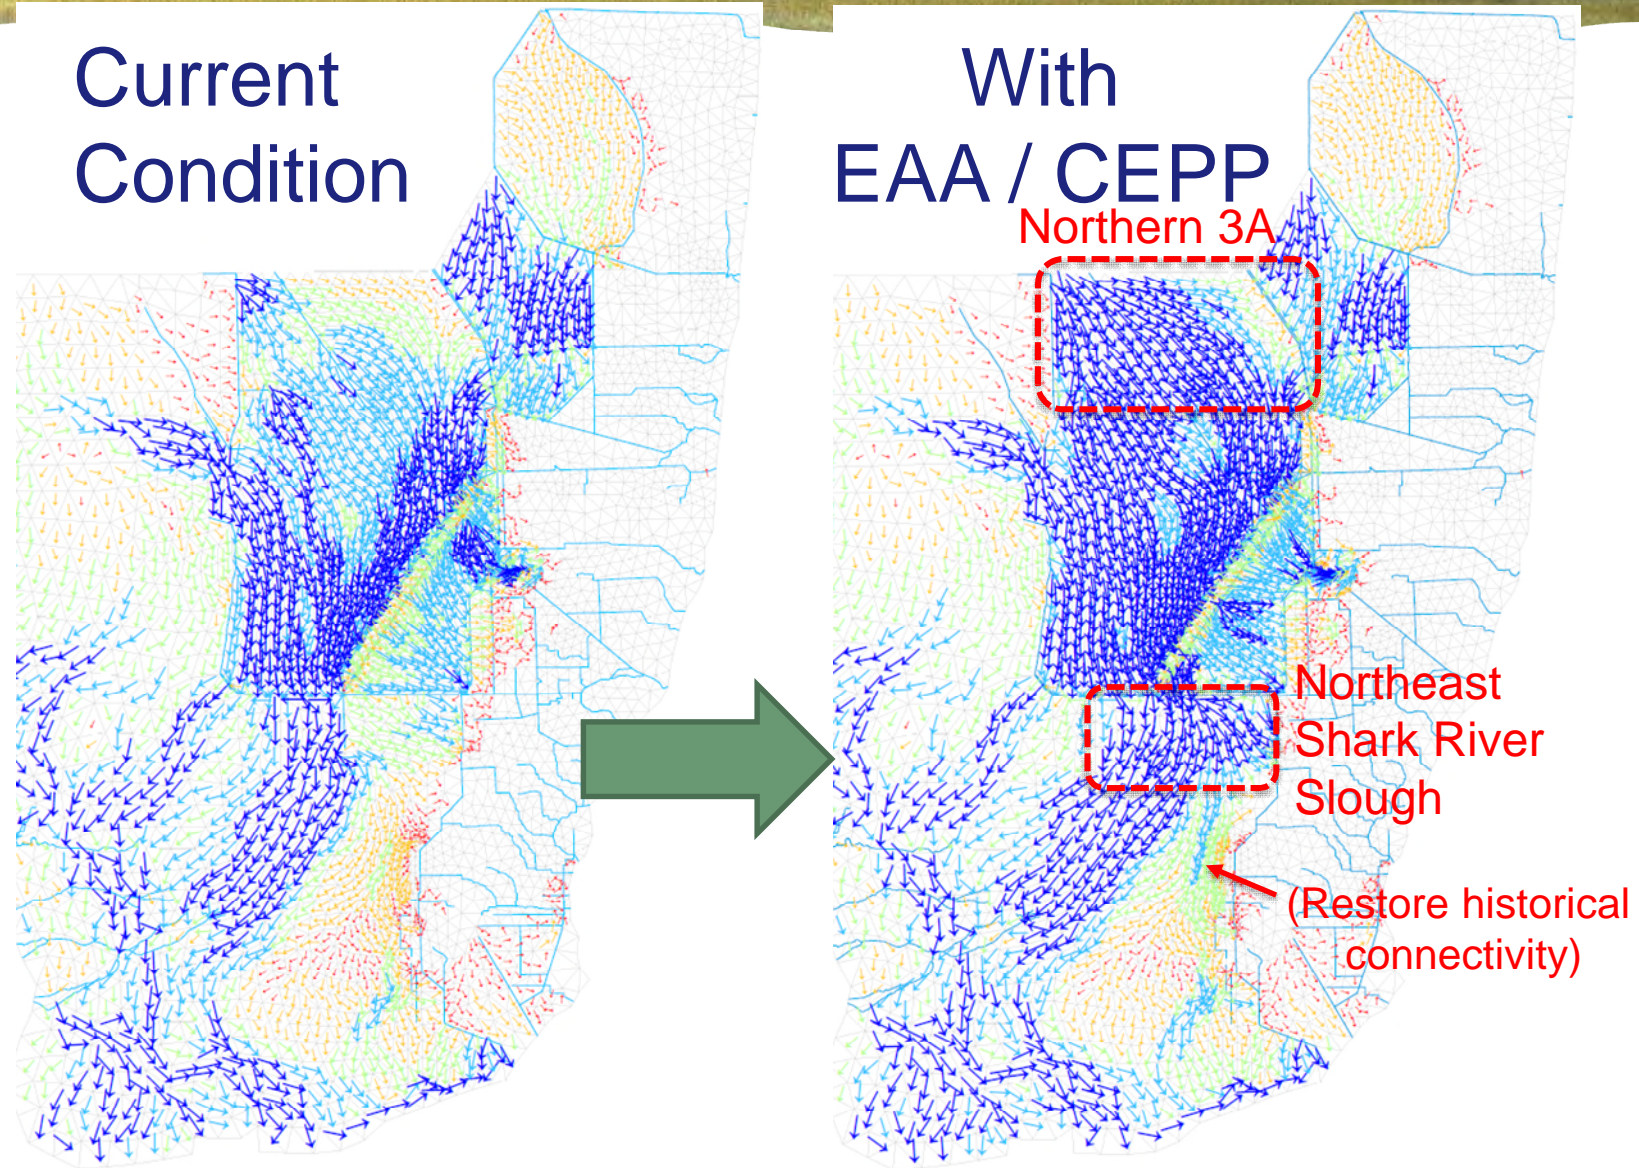 Current
Condition
With
EAA / CEPP
Northern 3A
Northeast
Shark River
Slough
(Restore historical
connectivity)